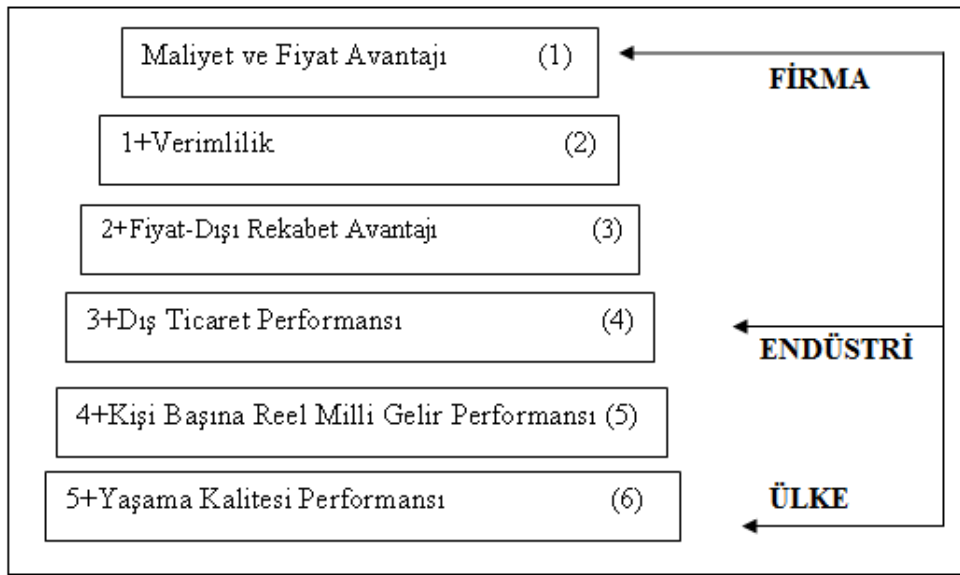 Maliyet ve Fiyat Avantajı (1)
FİRMA
1+Verimlilik (2)
2+Fiyat-Dışı Rekabet Avantajı (3)
3+Dış Ticaret Performansı (4)
ENDÜSTRİ
4+Kişi Başına Reel Milli Gelir Performansı (5)
5+Yaşama Kalitesi Performansı (6)
ÜLKE